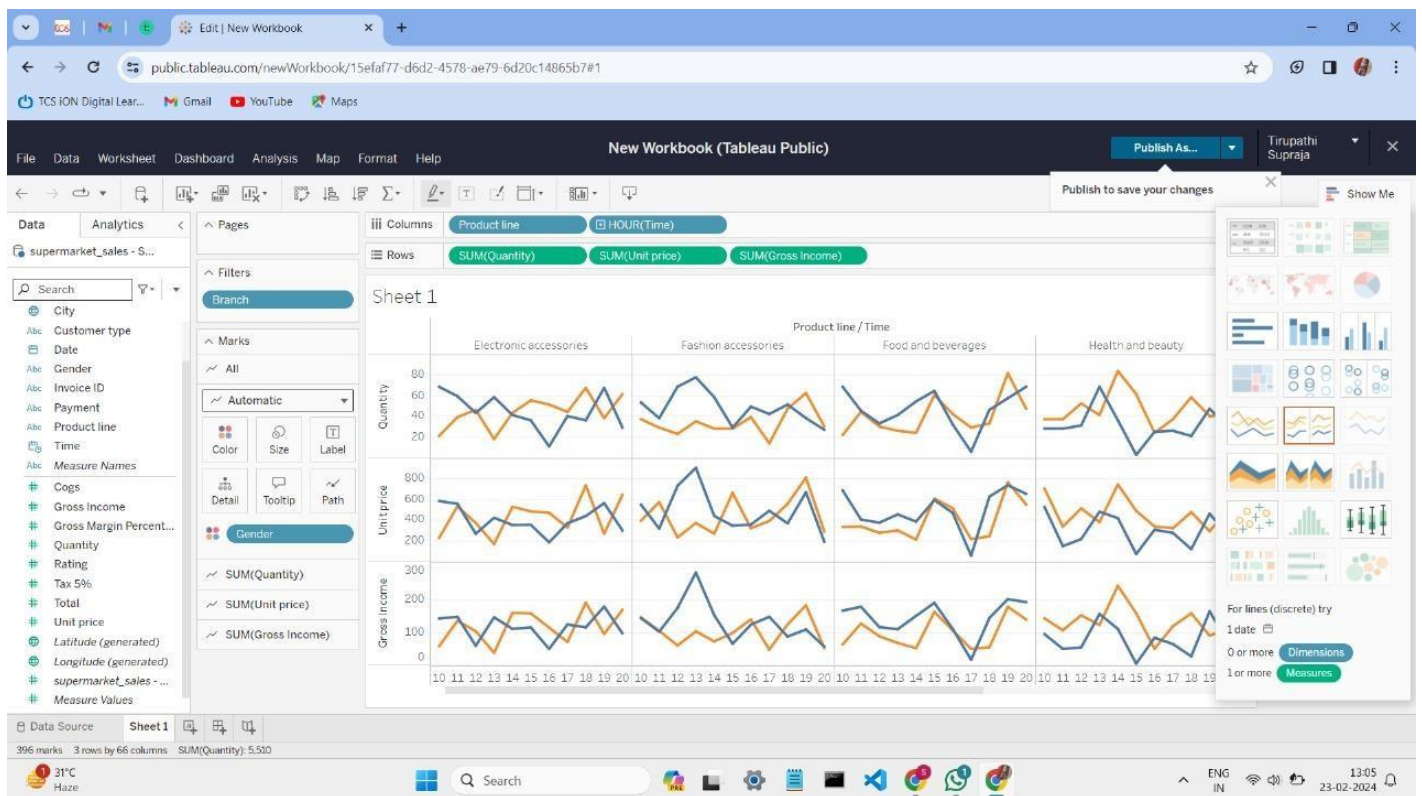 Edit | New Workbook
public.tableau.com/newWorkbook/15efaf77-d6d2-4578-ae79-6d20c14865b7#1
TCS iON Digital Lear... Gmail YouTube Maps
New Workbook (Tableau Public)
Publish As...
Tirupathi
Supraja
File Data Worksheet Dashboard Analysis Map Format Help
Publish to save your changes
Show Me
Data Analytics
supermarket_sales - S...
Search
City
Abc Customer type
Date
Abc Gender
Abc Invoice ID
Abc Payment
Abc Product line
Time
Abc Measure Names
# Cogs
# Gross Income
# Gross Margin Percent...
# Quantity
# Rating
# Tax 5%
# Total
# Unit price
Latitude (generated)
Longitude (generated)
# supermarket_sales - ...
# Measure Values
Pages
Filters
Branch
Marks
All
Automatic
Color Size Label
Detail Tooltip Path
Gender
SUM(Quantity)
SUM(Unit price)
SUM(Gross Income)
Columns Product line HOUR(Time)
Rows SUM(Quantity) SUM(Unit price) SUM(Gross Income)
Sheet 1
Product line / Time
Electronic accessories Fashion accessories Food and beverages Health and beauty
Quantity
80
60
40
20
Unit price
800
600
400
200
Gross Income
300
200
100
0
10 11 12 13 14 15 16 17 18 19 20 10 11 12 13 14 15 16 17 18 19 20 10 11 12 13 14 15 16 17 18 19 20 10 11 12 13 14 15 16 17 18 19
For lines (discrete) try
1 date
0 or more Dimensions
1 or more Measures
Data Source Sheet 1
396 marks 3 rows by 66 columns SUM(Quantity): 5,510
31°C
Haze
Search
ENG
IN
13:05
23-02-2024